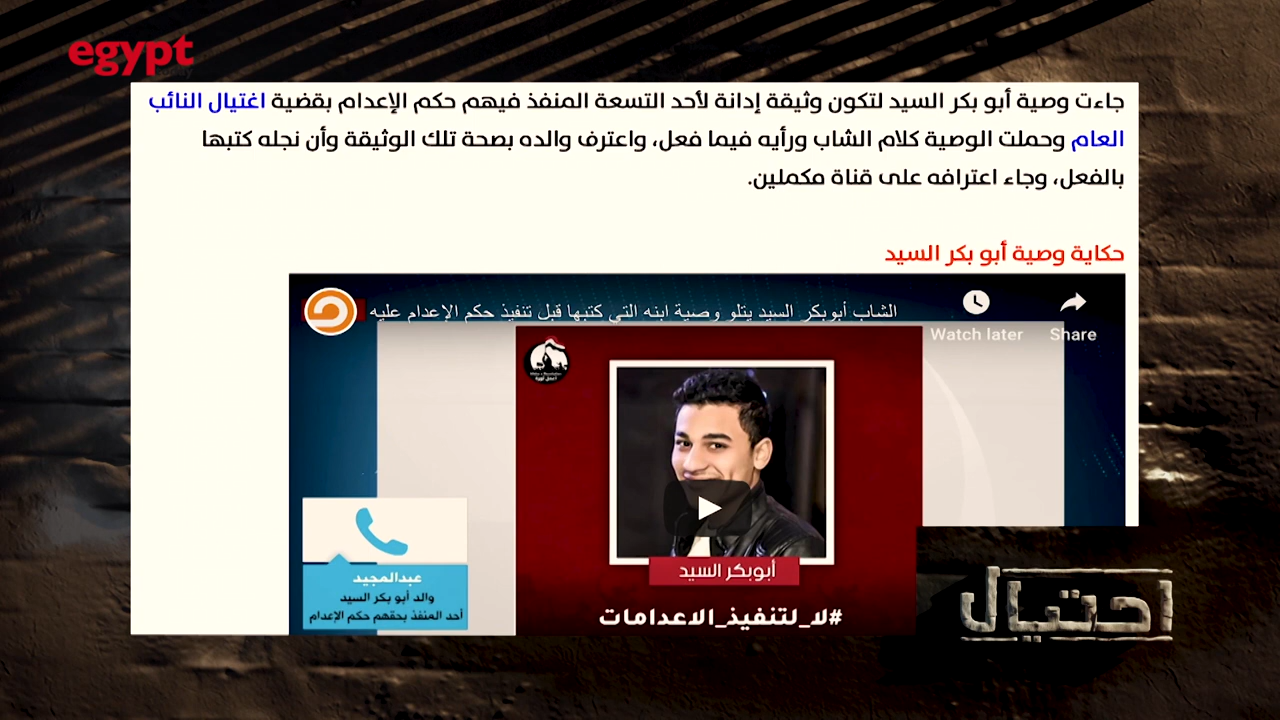 egypt
جاءت وصية أبو بكر السيد لتكون وثيقة إدانة لأحد التسعة المنفذ فيهم حكم الإعدام بقضية اغتيال النائب
العام وحملت الوصية كلام الشاب ورأيه فيما فعل، واعترف والده بصحة تلك الوثيقة وأن نجله كتبها
بالفعل، وجاء اعترافه على قناة مكملين.
حكاية وصية أبو بكر السيد
الشاب أبوبكر السيد يتلو وصية ابنه التي كتبها قبل تنفيذ حكم الإعدام عليه
Watch later
Share
أبوبكر السيد
#لا_لتنفيذ_الاعدامات
عبدالمجيد
والد أبو بكر السيد
أحد المنفذ بحقهم حكم الإعدام
احتيال